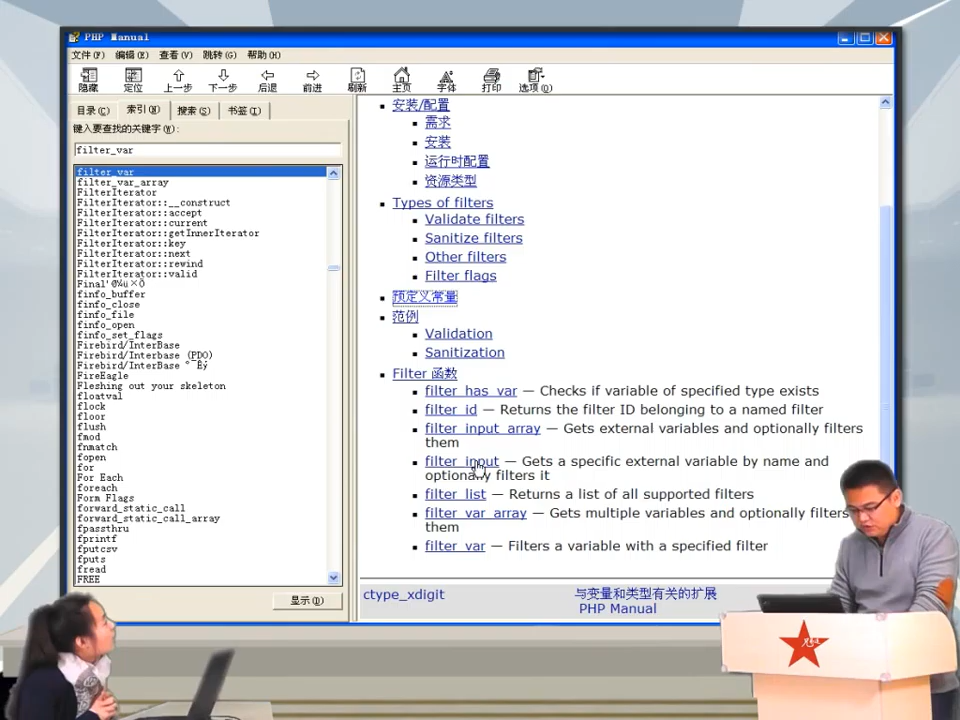 PHP Manual
文件(F) 编辑(E) 查看(V) 跳转(G) 帮助(H)
隐藏 定位 上一步 下一步 后退 前进 刷新 主页 字体 打印 选项(O)
目录(C) 索引(N) 搜索(S) 书签(I)
键入要查找的关键字(W):
filter_var
filter_var
filter_var_array
FilterIterator
FilterIterator::__construct
FilterIterator::accept
FilterIterator::current
FilterIterator::getInnerIterator
FilterIterator::key
FilterIterator::next
FilterIterator::rewind
FilterIterator::valid
finfo_buffer
finfo_close
finfo_file
finfo_open
finfo_set_flags
Firebird/InterBase
Firebird/Interbase (PDO)
Firebird/InterBase
FireEagle
Fleshing out your skeleton
floatval
flock
floor
flush
fmod
fnmatch
fopen
for
For Each
foreach
Form Flags
forward_static_call
forward_static_call_array
fpassthru
fprintf
fputcsv
fputs
fread
FREE
显示(D)
安装/配置
需求
安装
运行时配置
资源类型
Types of filters
Validate filters
Sanitize filters
Other filters
Filter flags
预定义常量
范例
Validation
Sanitization
Filter 函数
filter_has_var — Checks if variable of specified type exists
filter_id — Returns the filter ID belonging to a named filter
filter_input_array — Gets external variables and optionally filters
them
filter_input — Gets a specific external variable by name and
optionally filters it
filter_list — Returns a list of all supported filters
filter_var_array — Gets multiple variables and optionally filters
them
filter_var — Filters a variable with a specified filter
ctype_xdigit
与变量和类型有关的扩展
PHP Manual